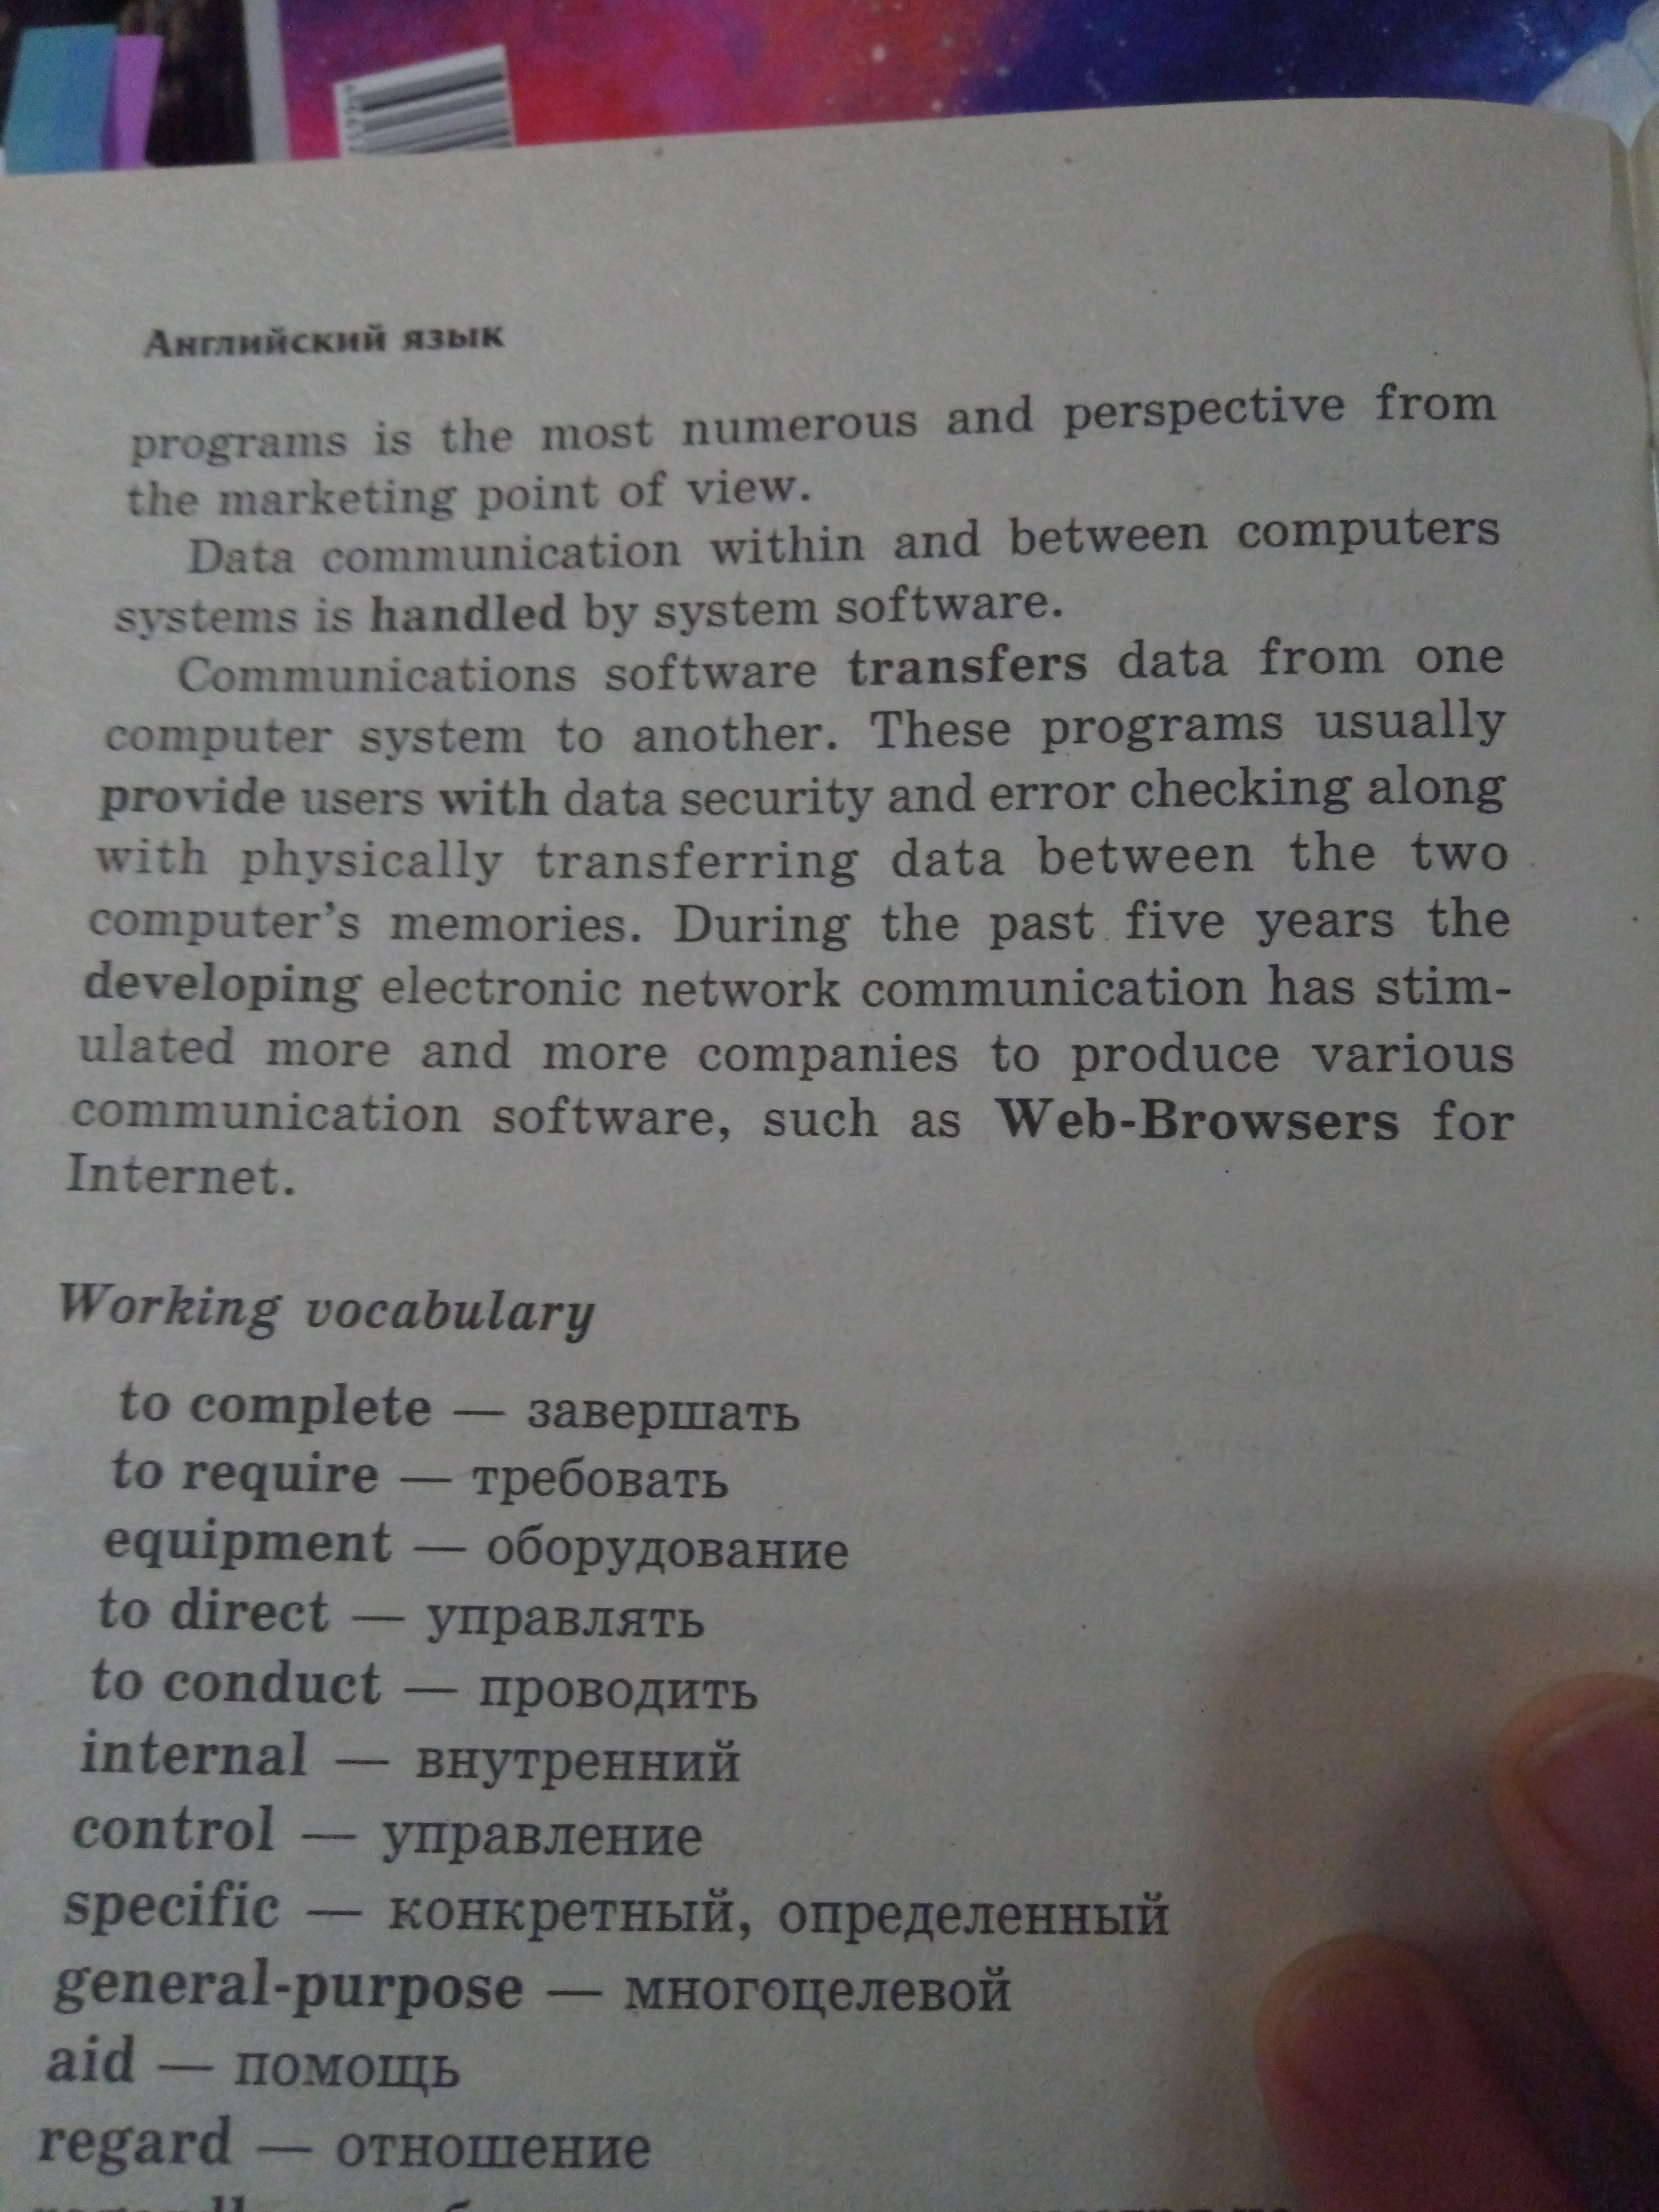 Английский язык
programs is the most numerous and perspective from
the marketing point of view.
Data communication within and between computers
systems is handled by system software.
Communications software transfers data from one
computer system to another. These programs usually
provide users with data security and error checking along
with physically transferring data between the two
computer's memories. During the past five years the
developing electronic network communication has stim-
ulated more and more companies to produce various
communication software, such as Web-Browsers for
Internet.
Working vocabulary
to complete — завершать
to require — требовать
equipment — оборудование
to direct — управлять
to conduct — проводить
internal — внутренний
control — управление
specific — конкретный, определенный
general-purpose — многоцелевой
aid — помощь
regard — отношение